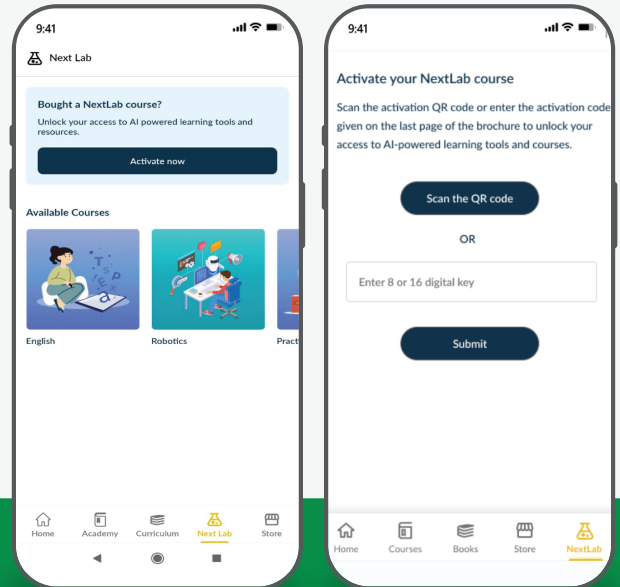 9:41
Next Lab
Bought a NextLab course?
Unlock your access to AI powered learning tools and
resources.
Activate now
Available Courses
English
Robotics
Pract
Home
Academy
Curriculum
Next Lab
Store
9:41
Activate your NextLab course
Scan the activation QR code or enter the activation code
given on the last page of the brochure to unlock your
access to AI-powered learning tools and courses.
Scan the QR code
OR
Enter 8 or 16 digital key
Submit
Home
Courses
Books
Store
NextLab